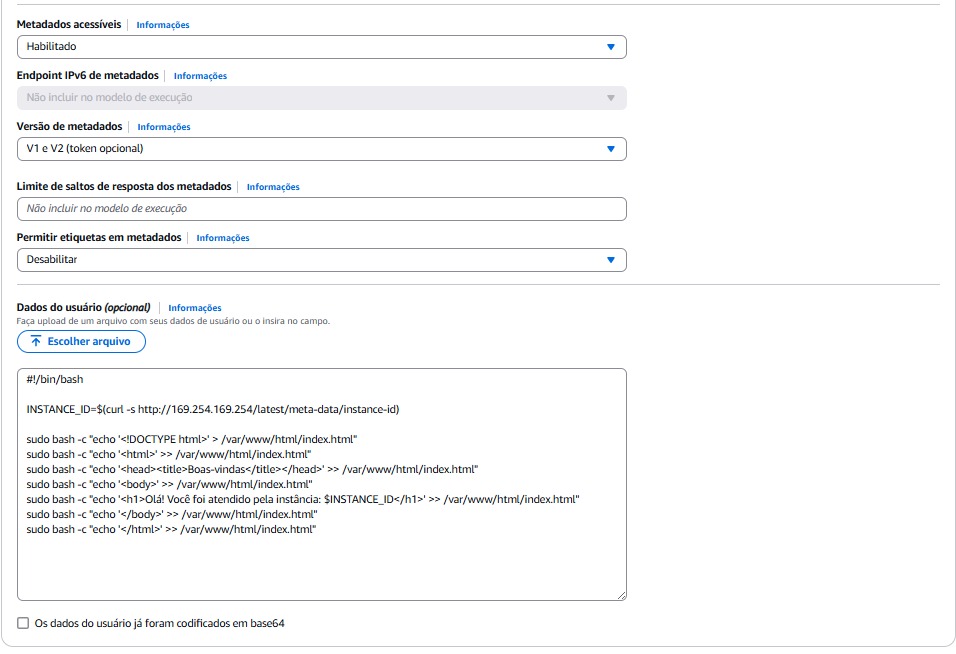 Metadados acessíveis | Informações
Habilitado
Endpoint IPv6 de metadados | Informações
Não incluir no modelo de execução
Versão de metadados | Informações
V1 e V2 (token opcional)
Limite de saltos de resposta dos metadados | Informações
Não incluir no modelo de execução
Permitir etiquetas em metadados | Informações
Desabilitar
Dados do usuário (opcional) | Informações
Faça upload de um arquivo com seus dados de usuário ou o insira no campo.
Escolher arquivo
#!/bin/bash
INSTANCE_ID=$(curl -s http://169.254.169.254/latest/meta-data/instance-id)
sudo bash -c "echo '<!DOCTYPE html>' > /var/www/html/index.html"
sudo bash -c "echo '<html>' >> /var/www/html/index.html"
sudo bash -c "echo '<head><title>Boas-vindas</title></head>' >> /var/www/html/index.html"
sudo bash -c "echo '<body>' >> /var/www/html/index.html"
sudo bash -c "echo '<h1>Olá! Você foi atendido pela instância: $INSTANCE_ID</h1>' >> /var/www/html/index.html"
sudo bash -c "echo '</body>' >> /var/www/html/index.html"
sudo bash -c "echo '</html>' >> /var/www/html/index.html"
Os dados do usuário já foram codificados em base64